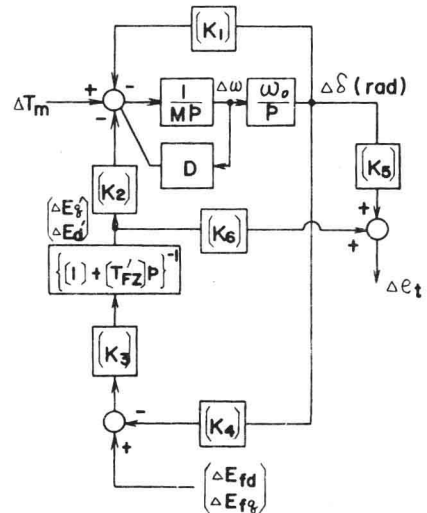 [K₁]
ΔTm
+
-
-
1/MP
Δω
ω₀/P
Δδ (rad)
D
[K₂]
[K₅]
(ΔEq′
ΔEd′)
[K₆]
+
+
{[1] + [T′FZ]P}⁻¹
Δet
[K₃]
-
[K₄]
+
(ΔEfd
ΔEfq)